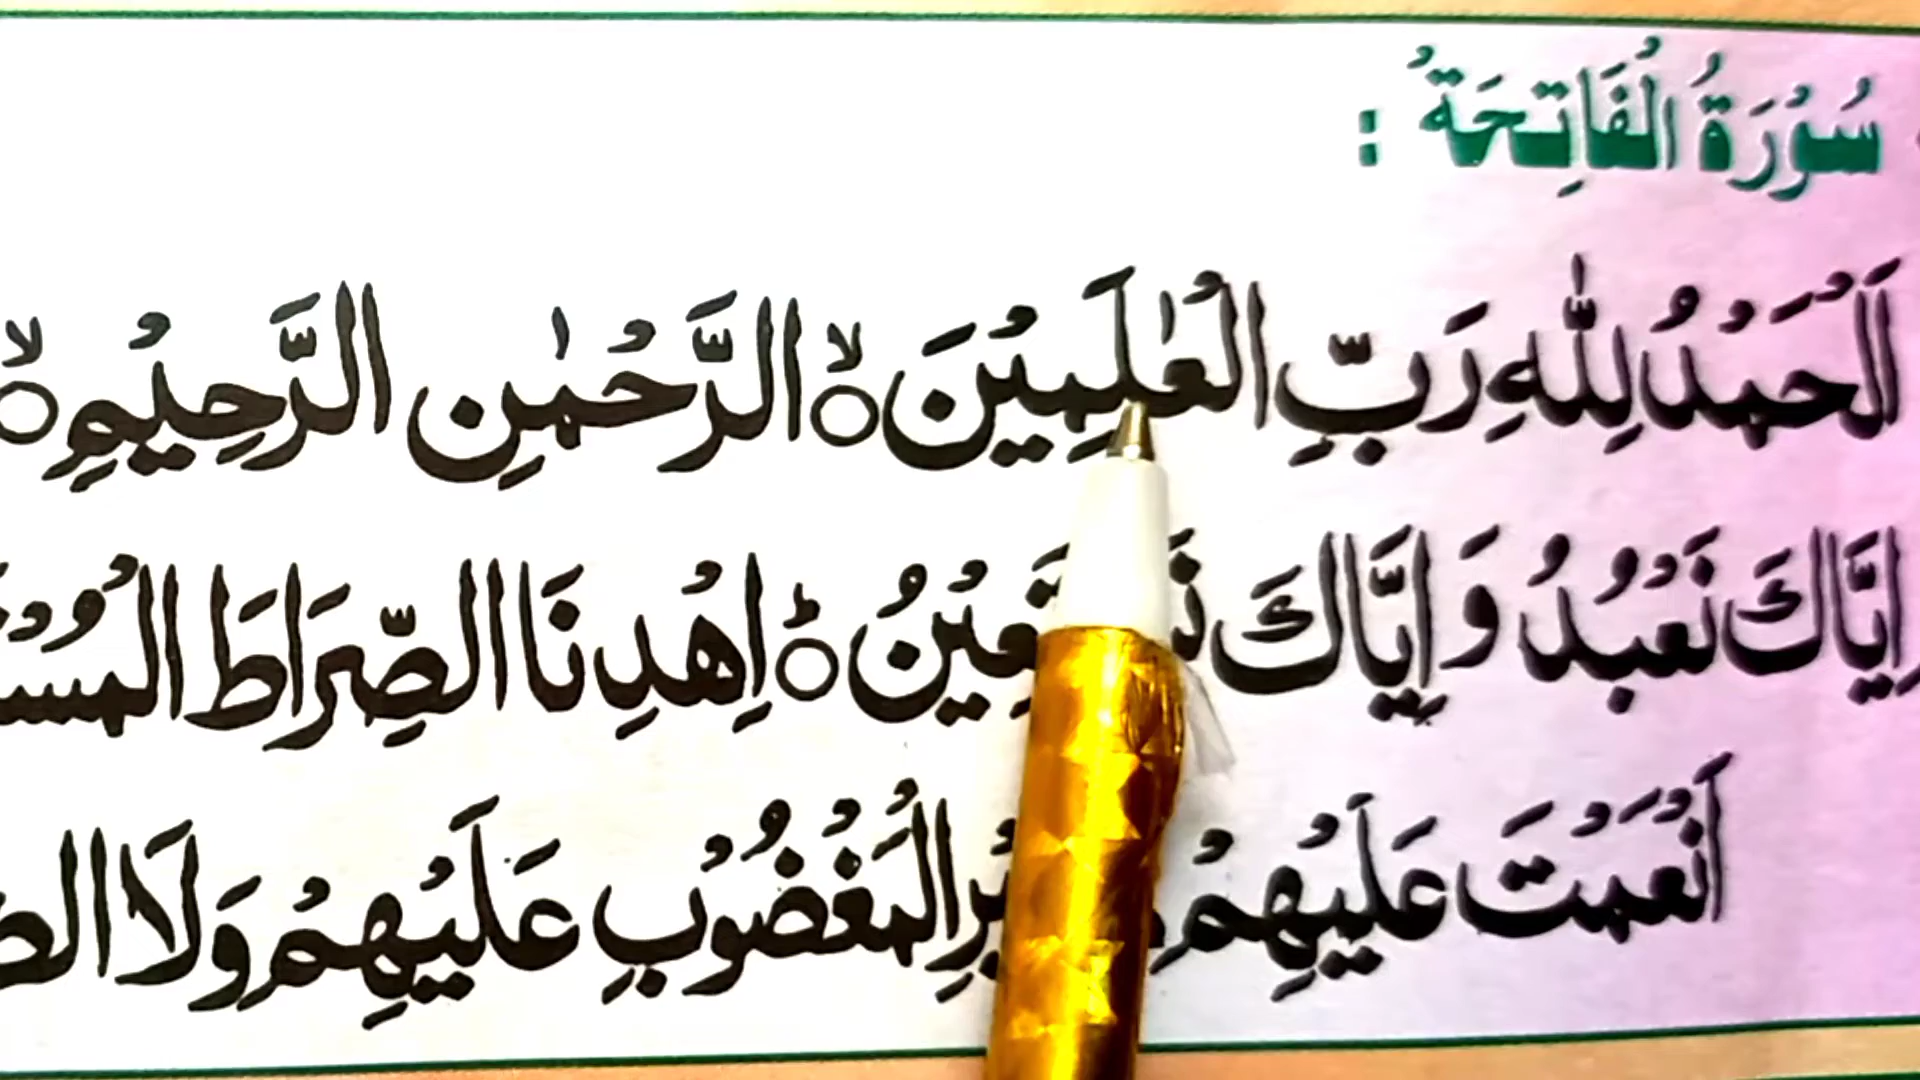 سُوْرَةُ الْفَاتِحَةُ :
اَلْحَمْدُ لِلّٰهِ رَبِّ الْعٰلَمِيْنَ ۙ الرَّحْمٰنِ الرَّحِيْمِ ۙ
اِيَّاكَ نَعْبُدُ وَ اِيَّاكَ اِهْدِنَا الصِّرَاطَ
اَنْعَمْتَ عَلَيْهِمْ الْمَغْضُوْبِ عَلَيْهِمْ وَلَا